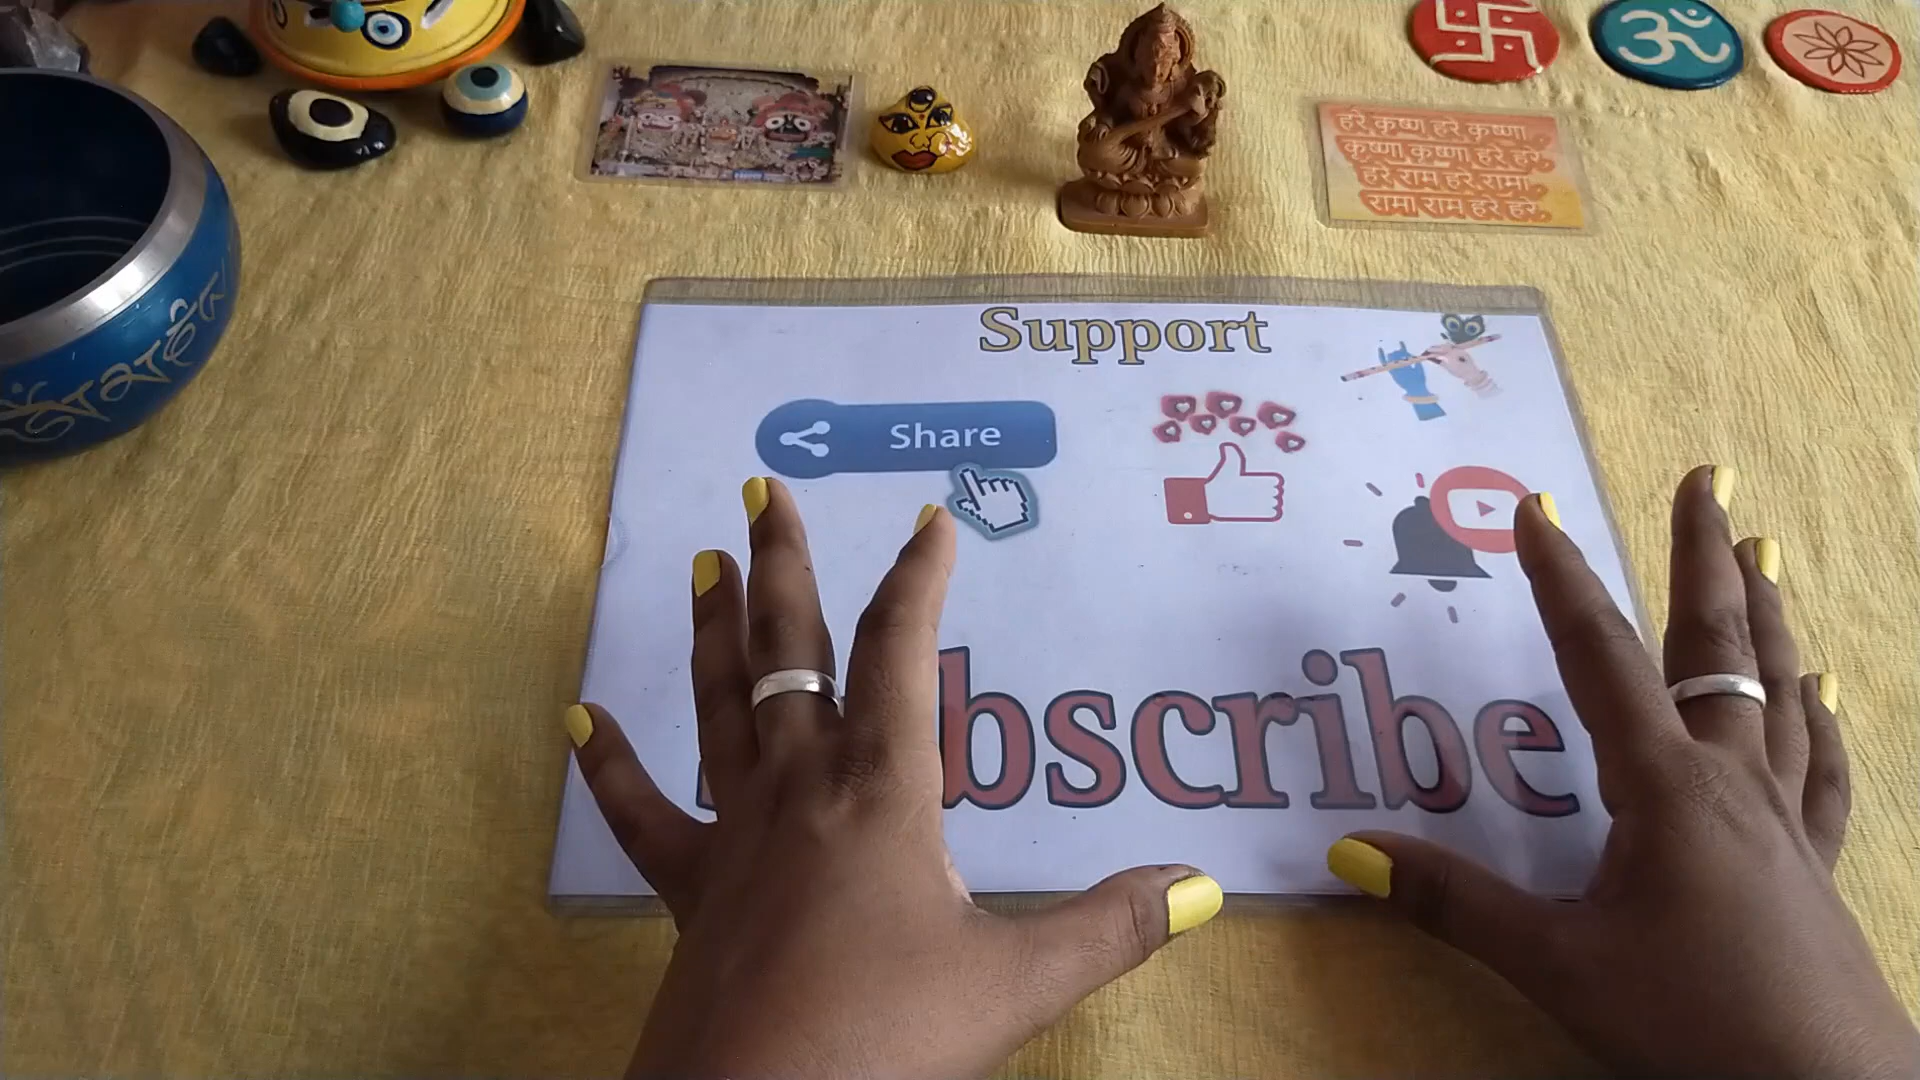 ॐ
हरे कृष्ण हरे कृष्णा
कृष्णा कृष्णा हरे हरे,
हरे राम हरे रामा,
रामा राम हरे हरे,
Support
Share
bscribe